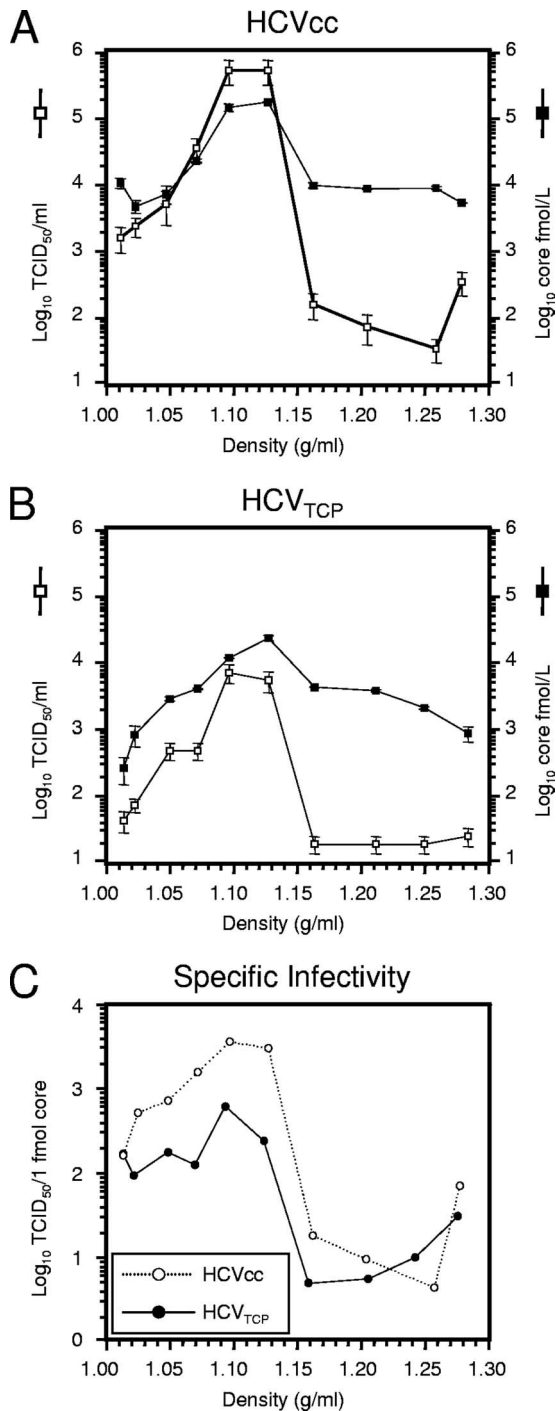 A
HCVcc
Log₁₀ TCID₅₀/ml
6
5
4
3
2
1
6
5
4
3
2
1
Log₁₀ core fmol/L
1.00 1.05 1.10 1.15 1.20 1.25 1.30
Density (g/ml)
B
HCV_TCP
Log₁₀ TCID₅₀/ml
6
5
4
3
2
1
6
5
4
3
2
1
Log₁₀ core fmol/L
1.00 1.05 1.10 1.15 1.20 1.25 1.30
Density (g/ml)
C
Specific Infectivity
Log₁₀ TCID₅₀/1 fmol core
4
3
2
1
0
HCVcc
HCV_TCP
1.00 1.05 1.10 1.15 1.20 1.25 1.30
Density (g/ml)